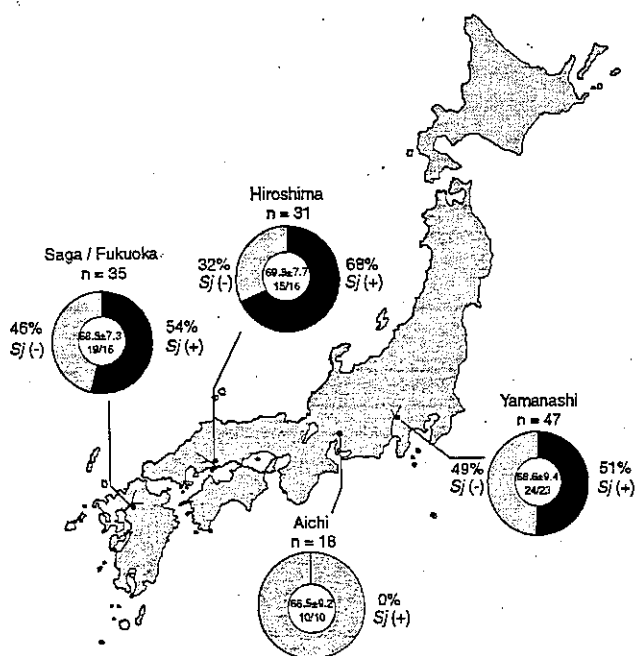 Hiroshima
n = 31
32%
Sj (-)
69.3±7.7
15/16
68%
Sj (+)
Saga / Fukuoka
n = 35
46%
Sj (-)
68.5±7.3
19/16
54%
Sj (+)
Yamanashi
n = 47
49%
Sj (-)
68.6±9.4
24/23
51%
Sj (+)
Aichi
n = 18
66.5±9.2
10/10
0%
Sj (+)